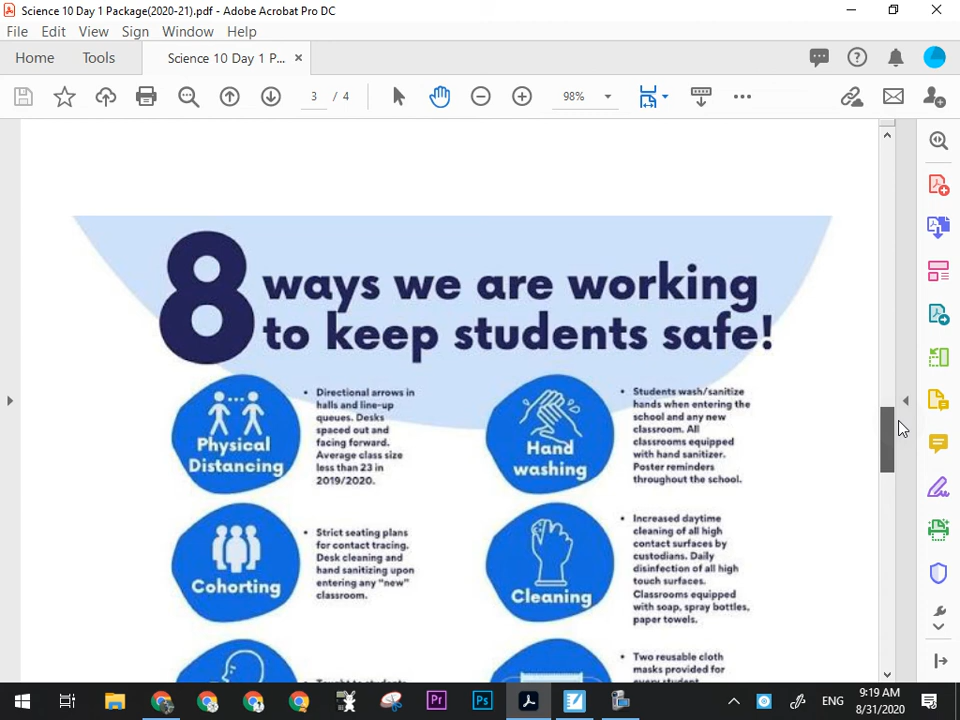 Science 10 Day 1 Package(2020-21).pdf - Adobe Acrobat Pro DC
File Edit View Sign Window Help
Home Tools Science 10 Day 1 P...
3 / 4 98%
8 ways we are working
to keep students safe!
Physical
Distancing
• Directional arrows in
halls and line-up
queues. Desks
spaced out and
facing forward.
Average class size
less than 23 in
2019/2020.
Hand
washing
• Students wash/sanitize
hands when entering the
school and any new
classroom. All
classrooms equipped
with hand sanitizer.
Poster reminders
throughout the school.
Cohorting
• Strict seating plans
for contact tracing.
Desk cleaning and
hand sanitizing upon
entering any "new"
classroom.
Cleaning
• Increased daytime
cleaning of all high
contact surfaces by
custodians. Daily
disinfection of all high
touch surfaces.
Classrooms equipped
with soap, spray bottles,
paper towels.
• Two reusable cloth
masks provided for
every student
ENG
9:19 AM
8/31/2020
Pr
Ps